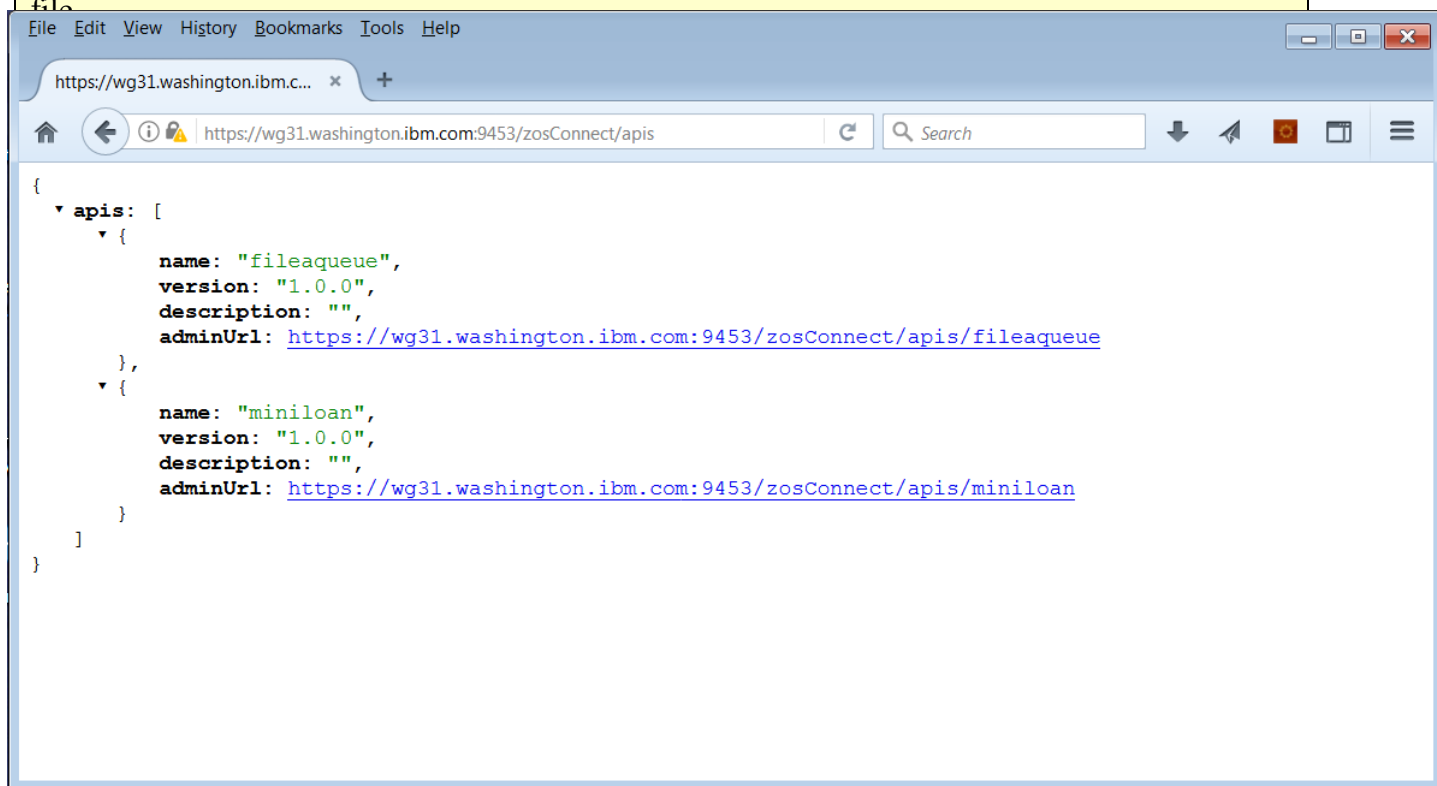 file
File Edit View History Bookmarks Tools Help
https://wg31.washington.ibm.c... × +
https://wg31.washington.ibm.com:9453/zosConnect/apis Search
{
apis: [
{
name: "fileaqueue",
version: "1.0.0",
description: "",
adminUrl: https://wg31.washington.ibm.com:9453/zosConnect/apis/fileaqueue
},
{
name: "miniloan",
version: "1.0.0",
description: "",
adminUrl: https://wg31.washington.ibm.com:9453/zosConnect/apis/miniloan
}
]
}